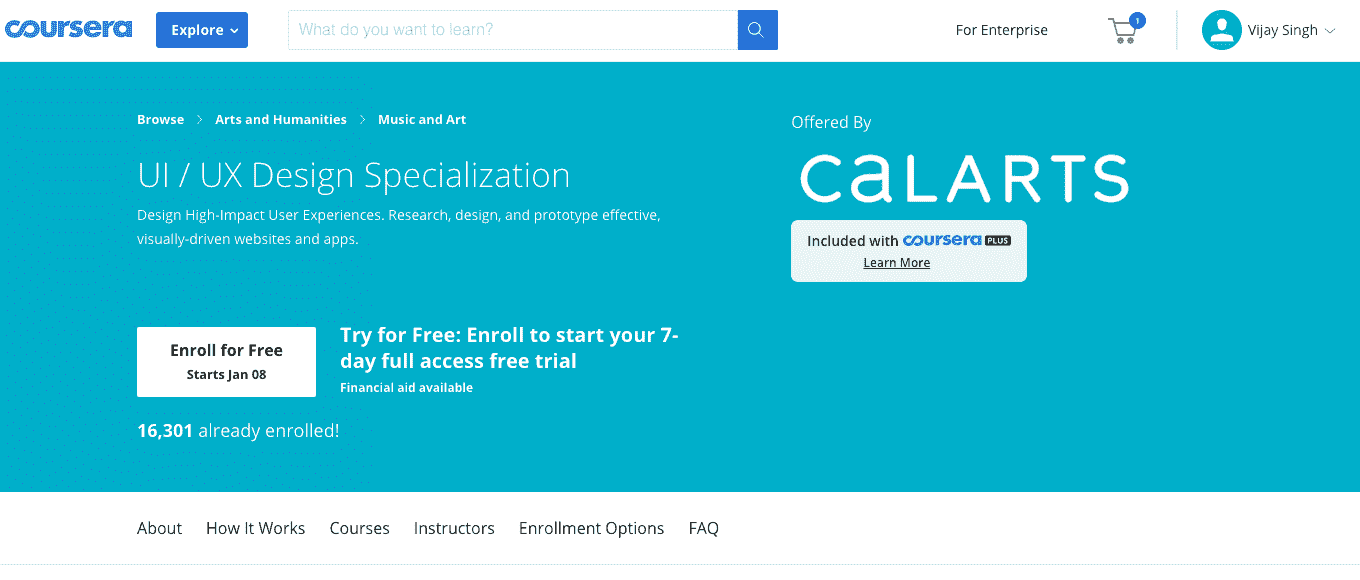 coursera Explore What do you want to learn? For Enterprise 1 Vijay Singh
Browse > Arts and Humanities > Music and Art
UI / UX Design Specialization
Design High-Impact User Experiences. Research, design, and prototype effective,
visually-driven websites and apps.
Offered By
CALARTS
Included with coursera PLUS
Learn More
Enroll for Free
Starts Jan 08
Try for Free: Enroll to start your 7-
day full access free trial
Financial aid available
16,301 already enrolled!
About How It Works Courses Instructors Enrollment Options FAQ